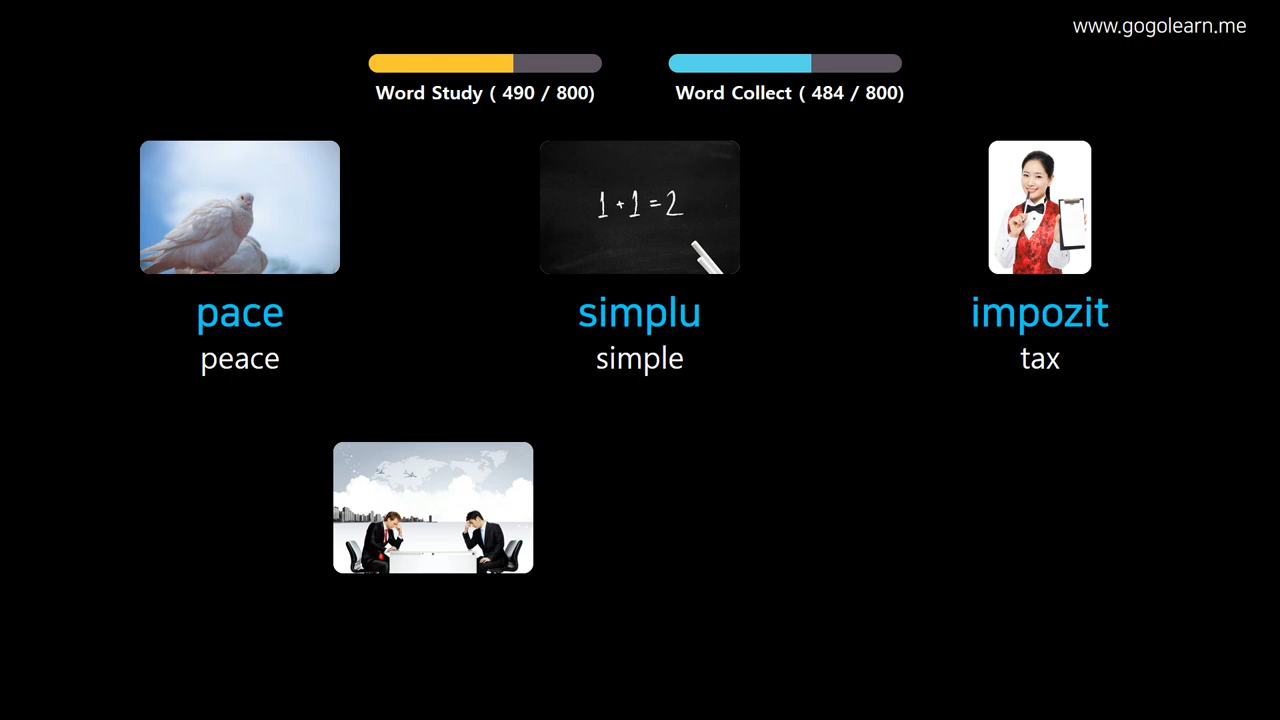 www.gogolearn.me
Word Study ( 490 / 800)
Word Collect ( 484 / 800)
1+1=2
pace
simplu
impozit
peace
simple
tax